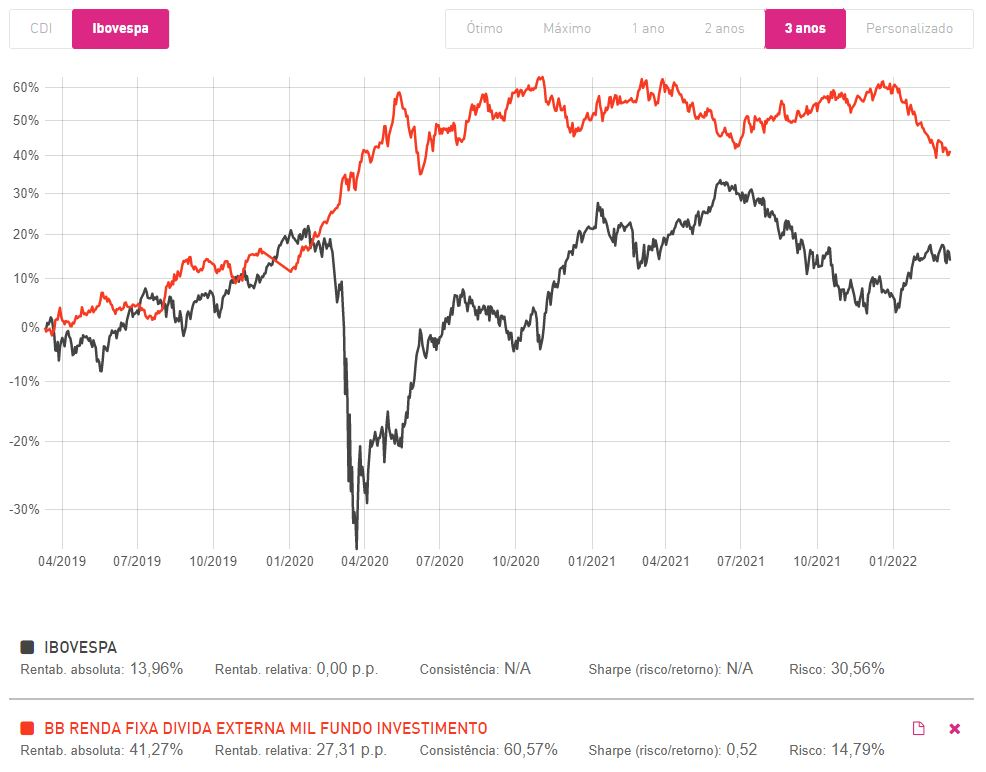 CDI Ibovespa Ótimo Máximo 1 ano 2 anos 3 anos Personalizado
60%
50%
40%
30%
20%
10%
0%
-10%
-20%
-30%
04/2019 07/2019 10/2019 01/2020 04/2020 07/2020 10/2020 01/2021 04/2021 07/2021 10/2021 01/2022
IBOVESPA
Rentab. absoluta: 13,96% Rentab. relativa: 0,00 p.p. Consistência: N/A Sharpe (risco/retorno): N/A Risco: 30,56%
BB RENDA FIXA DIVIDA EXTERNA MIL FUNDO INVESTIMENTO
Rentab. absoluta: 41,27% Rentab. relativa: 27,31 p.p. Consistência: 60,57% Sharpe (risco/retorno): 0,52 Risco: 14,79%